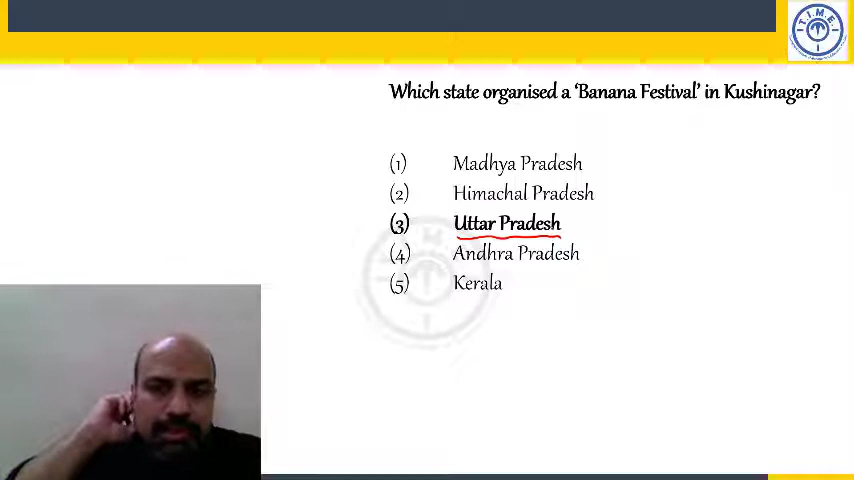 T.I.M.E.
Which state organised a ‘Banana Festival’ in Kushinagar?
(1) Madhya Pradesh
(2) Himachal Pradesh
(3) Uttar Pradesh
(4) Andhra Pradesh
(5) Kerala